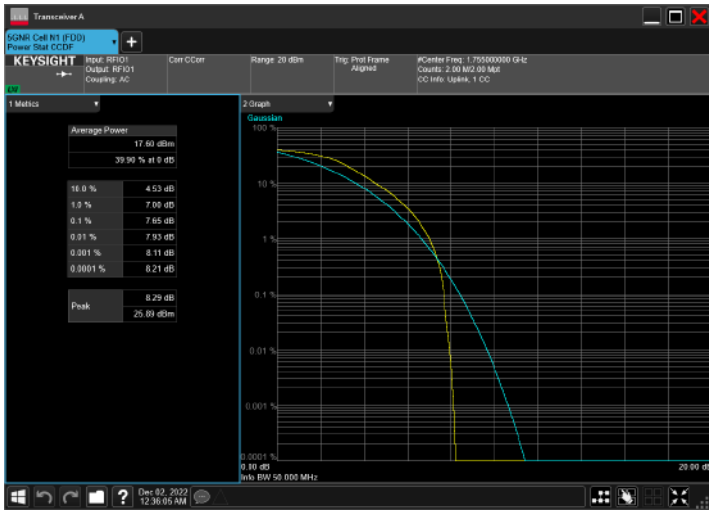 Transceiver A
5GNR Cell N1 (FDD)
Power Stat CCDF
KEYSIGHT
Input: RFIO1
Output: RFIO1
Coupling: AC
Corr CCorr
Range: 20 dBm
Trig: Prot Frame
Aligned
#Center Freq: 1.755000000 GHz
Counts: 2.00 M/2.00 Mpt
CC Info: Uplink, 1 CC
1 Metrics
Average Power
17.60 dBm
39.90 % at 0 dB
10.0 % 4.53 dB
1.0 % 7.00 dB
0.1 % 7.65 dB
0.01 % 7.93 dB
0.001 % 8.11 dB
0.0001 % 8.21 dB
Peak
8.29 dB
25.89 dBm
2 Graph
Gaussian
100 %
10 %
1 %
0.1 %
0.01 %
0.001 %
0.0001 %
0.00 dB
20.00 dB
Info BW 50.000 MHz
?
Dec 02, 2022
12:36:05 AM